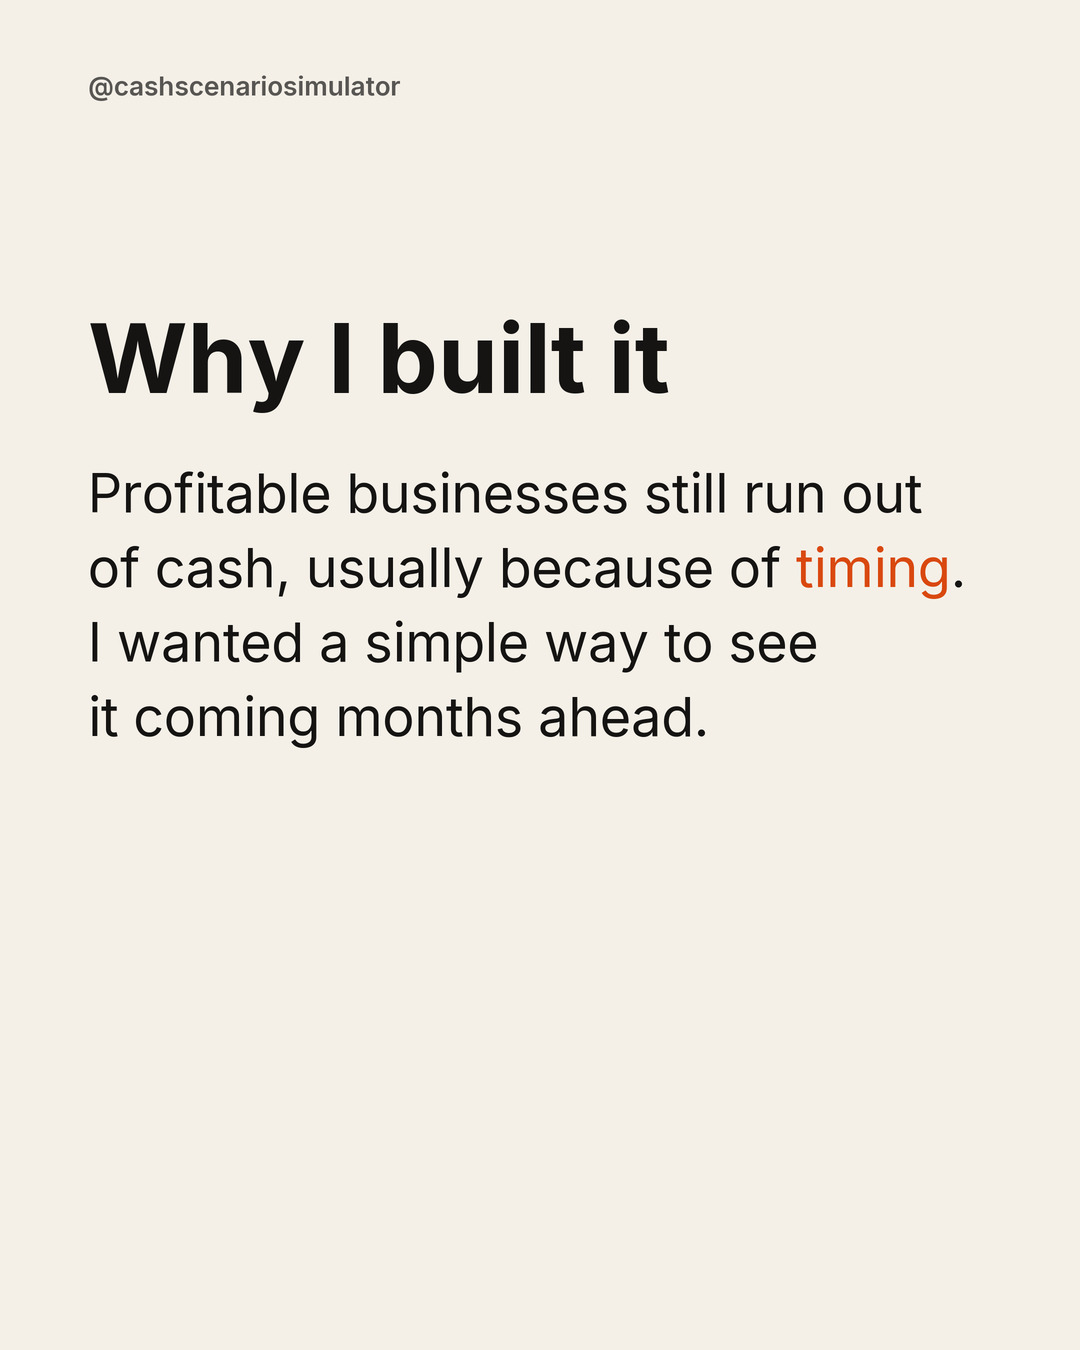 @cashscenariosimulator
Why I built it
Profitable businesses still run out
of cash, usually because of timing.
I wanted a simple way to see
it coming months ahead.